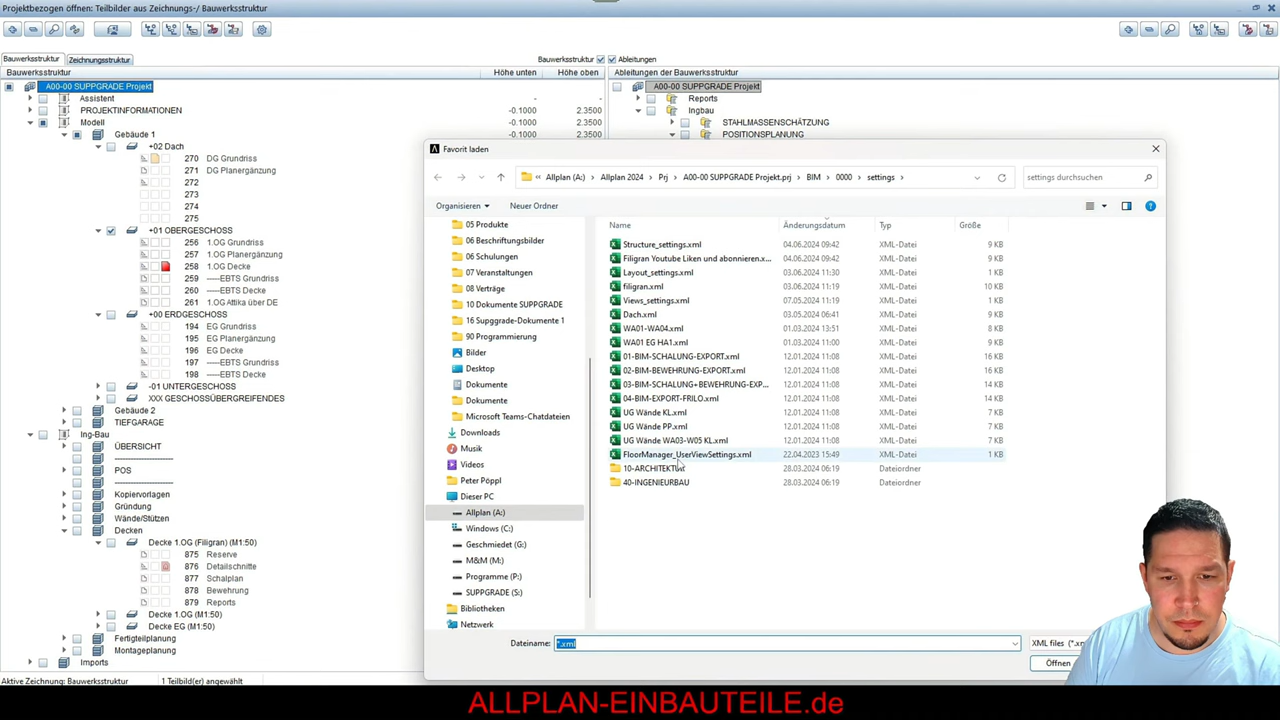 Projektbezogen öffnen: Teilbilder aus Zeichnungs-/ Bauwerksstruktur
Bauwerksstruktur
Zeichnungsstruktur
Bauwerksstruktur
Ableitungen
Bauwerksstruktur
Höhe unten
Höhe oben
Ableitungen der Bauwerksstruktur
A00-00 SUPPGRADE Projekt
A00-00 SUPPGRADE Projekt
Assistent
-
-
Reports
PROJEKTINFORMATIONEN
-0.1000
2.3500
Ingbau
Modell
-0.1000
2.3500
STAHLMASSENSCHÄTZUNG
Gebäude 1
-0.1000
2.3500
POSITIONSPLANUNG
+02 Dach
270 DG Grundriss
271 DG Planergänzung
272
273
274
275
+01 OBERGESCHOSS
256 1.OG Grundriss
257 1.OG Planergänzung
258 1.OG Decke
259 -----EBTS Grundriss
260 -----EBTS Decke
261 1.OG Attika über DE
+00 ERDGESCHOSS
194 EG Grundriss
195 EG Planergänzung
196 EG Decke
197 -----EBTS Grundriss
198 -----EBTS Decke
-01 UNTERGESCHOSS
XXX GESCHOSSÜBERGREIFENDES
Gebäude 2
TIEFGARAGE
Ing-Bau
ÜBERSICHT
POS
Kopiervorlagen
Gründung
Wände/Stützen
Decken
Decke 1.OG (Filigran) (M1:50)
875 Reserve
876 Detailschnitte
877 Schalplan
878 Bewehrung
879 Reports
Decke 1.OG (M1:50)
Decke EG (M1:50)
Fertigteilplanung
Montageplanung
Imports
Aktive Zeichnung: Bauwerksstruktur
1 Teilbild(er) angewählt
Favorit laden
« Allplan (A:) › Allplan 2024 › Prj › A00-00 SUPPGRADE Projekt.prj › BIM › 0000 › settings ›
settings durchsuchen
Organisieren
Neuer Ordner
05 Produkte
06 Beschriftungsbilder
06 Schulungen
07 Veranstaltungen
08 Verträge
10 Dokumente SUPPGRADE
16 Supggrade-Dokumente 1
90 Programmierung
Bilder
Desktop
Dokumente
Dokumente
Microsoft Teams-Chatdateien
Downloads
Musik
Videos
Peter Pöppl
Dieser PC
Allplan (A:)
Windows (C:)
Geschmiedet (G:)
M&M (M:)
Programme (P:)
SUPPGRADE (S:)
Bibliotheken
Netzwerk
Name Änderungsdatum Typ Größe
Structure_settings.xml 04.06.2024 09:42 XML-Datei 9 KB
Filigran Youtube Liken und abonnieren.x... 04.06.2024 09:42 XML-Datei 9 KB
Layout_settings.xml 03.06.2024 11:30 XML-Datei 1 KB
filigran.xml 03.06.2024 11:19 XML-Datei 10 KB
Views_settings.xml 07.05.2024 11:19 XML-Datei 1 KB
Dach.xml 03.05.2024 06:41 XML-Datei 9 KB
WA01-WA04.xml 01.03.2024 13:51 XML-Datei 8 KB
WA01 EG HA1.xml 01.03.2024 11:00 XML-Datei 9 KB
01-BIM-SCHALUNG-EXPORT.xml 12.01.2024 11:08 XML-Datei 16 KB
02-BIM-BEWEHRUNG-EXPORT.xml 12.01.2024 11:08 XML-Datei 16 KB
03-BIM-SCHALUNG+BEWEHRUNG-EXP... 12.01.2024 11:08 XML-Datei 14 KB
04-BIM-EXPORT-FRILO.xml 12.01.2024 11:08 XML-Datei 14 KB
UG Wände KL.xml 12.01.2024 11:08 XML-Datei 7 KB
UG Wände PP.xml 12.01.2024 11:08 XML-Datei 7 KB
UG Wände WA03-W05 KL.xml 12.01.2024 11:08 XML-Datei 7 KB
FloorManager_UserViewSettings.xml 22.04.2023 15:49 XML-Datei 1 KB
10-ARCHITEKTUR 28.03.2024 06:19 Dateiordner
40-INGENIEURBAU 28.03.2024 06:19 Dateiordner
Dateiname: *.xml
XML files (*.x
Öffnen
ALLPLAN-EINBAUTEILE.de